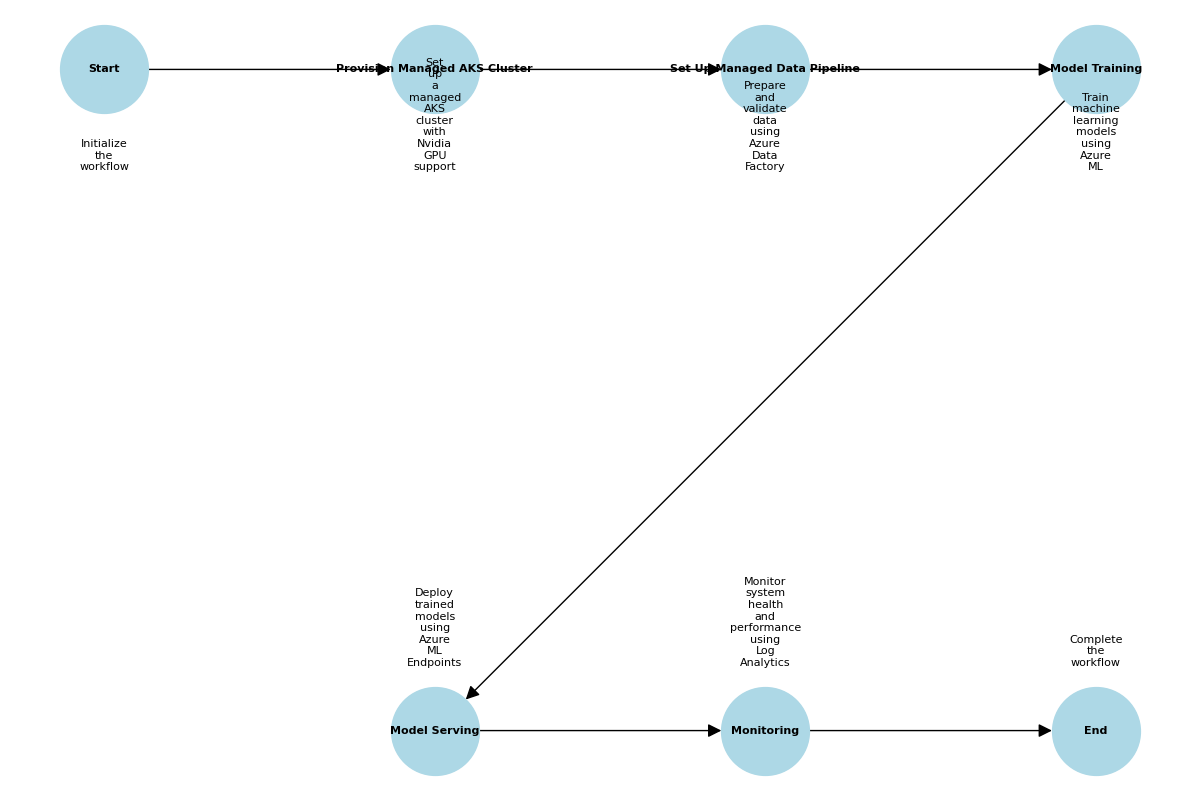 Start
Initialize
the
workflow
Provision Managed AKS Cluster
Set
up
a
managed
AKS
cluster
with
Nvidia
GPU
support
Set Up Managed Data Pipeline
Prepare
and
validate
data
using
Azure
Data
Factory
Model Training
Train
machine
learning
models
using
Azure
ML
Deploy
trained
models
using
Azure
ML
Endpoints
Model Serving
Monitor
system
health
and
performance
using
Log
Analytics
Monitoring
Complete
the
workflow
End